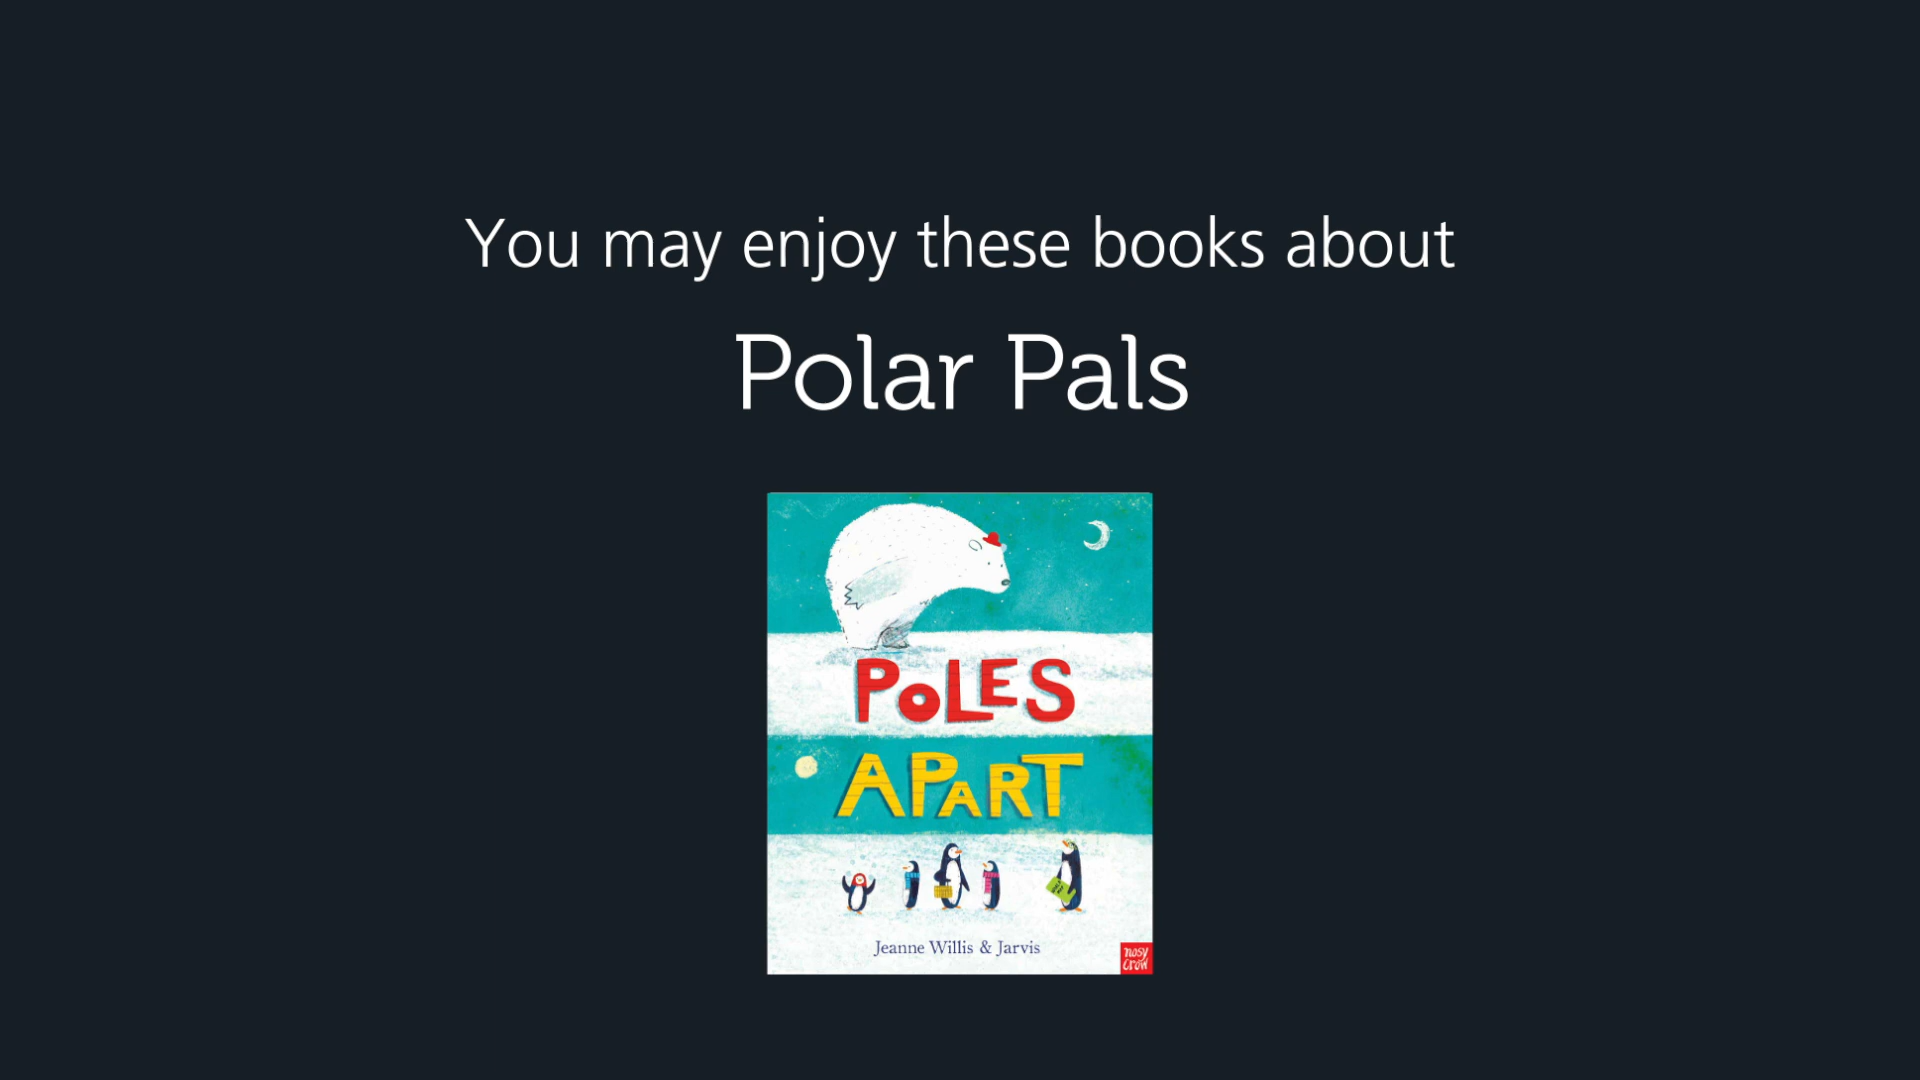 You may enjoy these books about
Polar Pals
POLES
APART
Jeanne Willis & Jarvis
nosy
crow